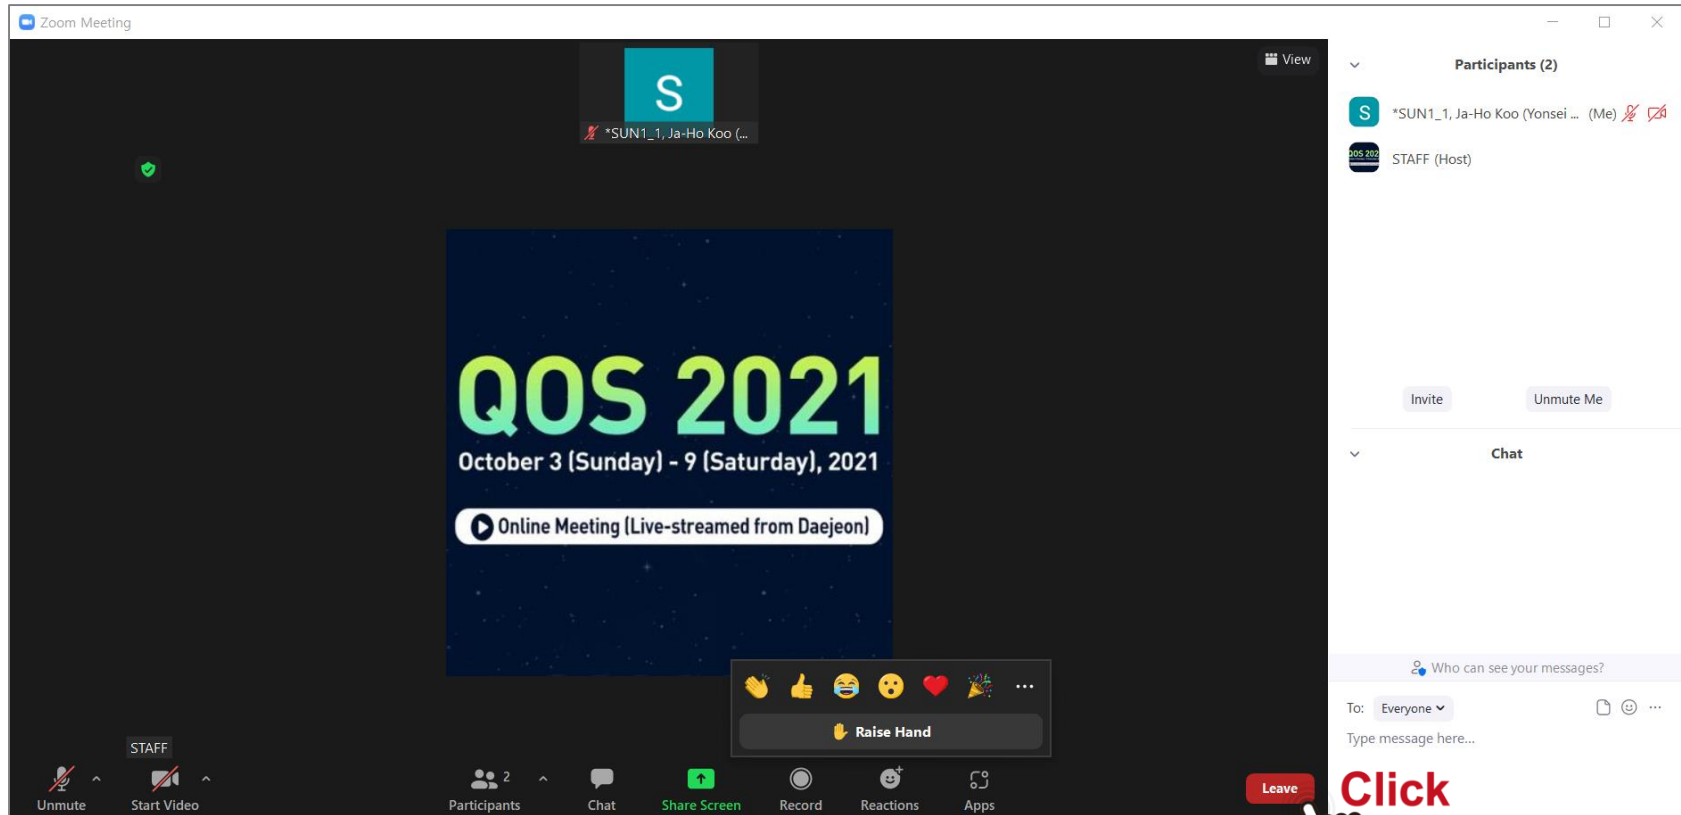 Zoom Meeting
View
S
*SUN1_1, Ja-Ho Koo (...
QOS 2021
October 3 (Sunday) - 9 (Saturday), 2021
Online Meeting (Live-streamed from Daejeon)
Raise Hand
STAFF
Unmute
Start Video
2
Participants
Chat
Share Screen
Record
Reactions
Apps
Leave
Participants (2)
S *SUN1_1, Ja-Ho Koo (Yonsei ... (Me)
QOS 202 STAFF (Host)
Invite Unmute Me
Chat
Who can see your messages?
To: Everyone
Type message here...
Click